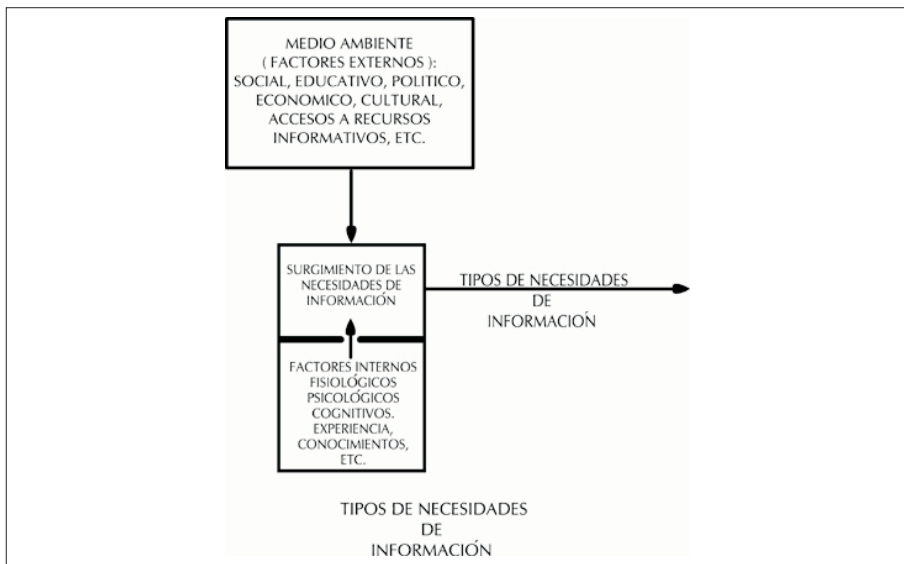 MEDIO AMBIENTE
( FACTORES EXTERNOS ):
SOCIAL, EDUCATIVO, POLITICO,
ECONOMICO, CULTURAL,
ACCESOS A RECURSOS
INFORMATIVOS, ETC.
SURGIMIENTO DE LAS
NECESIDADES DE
INFORMACIÓN
TIPOS DE NECESIDADES
DE
INFORMACIÓN
FACTORES INTERNOS
FISIOLÓGICOS
PSICOLÓGICOS
COGNITIVOS.
EXPERIENCIA,
CONOCIMIENTOS,
ETC.
TIPOS DE NECESIDADES
DE
INFORMACIÓN